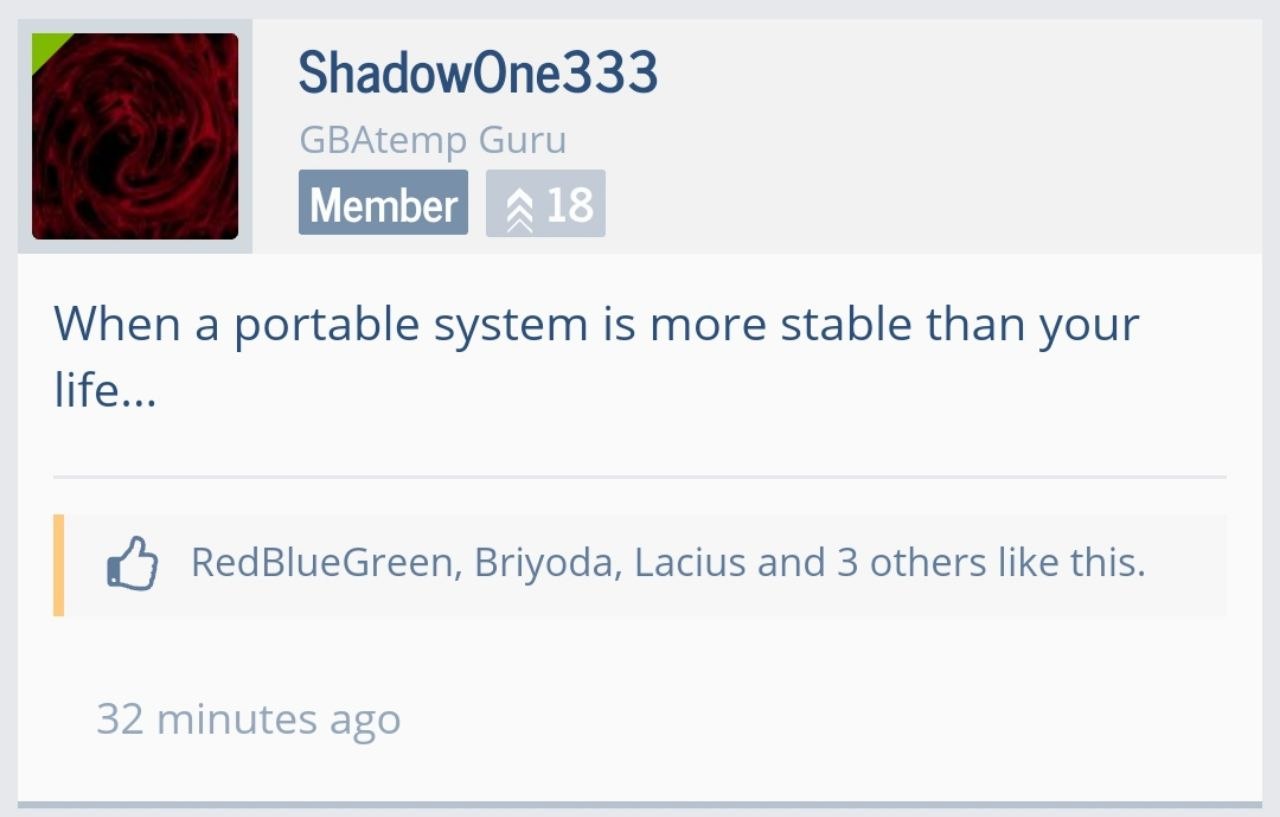 ShadowOne333
GBAtemp Guru
Member 18
When a portable system is more stable than your
life...
RedBlueGreen, Briyoda, Lacius and 3 others like this.
32 minutes ago